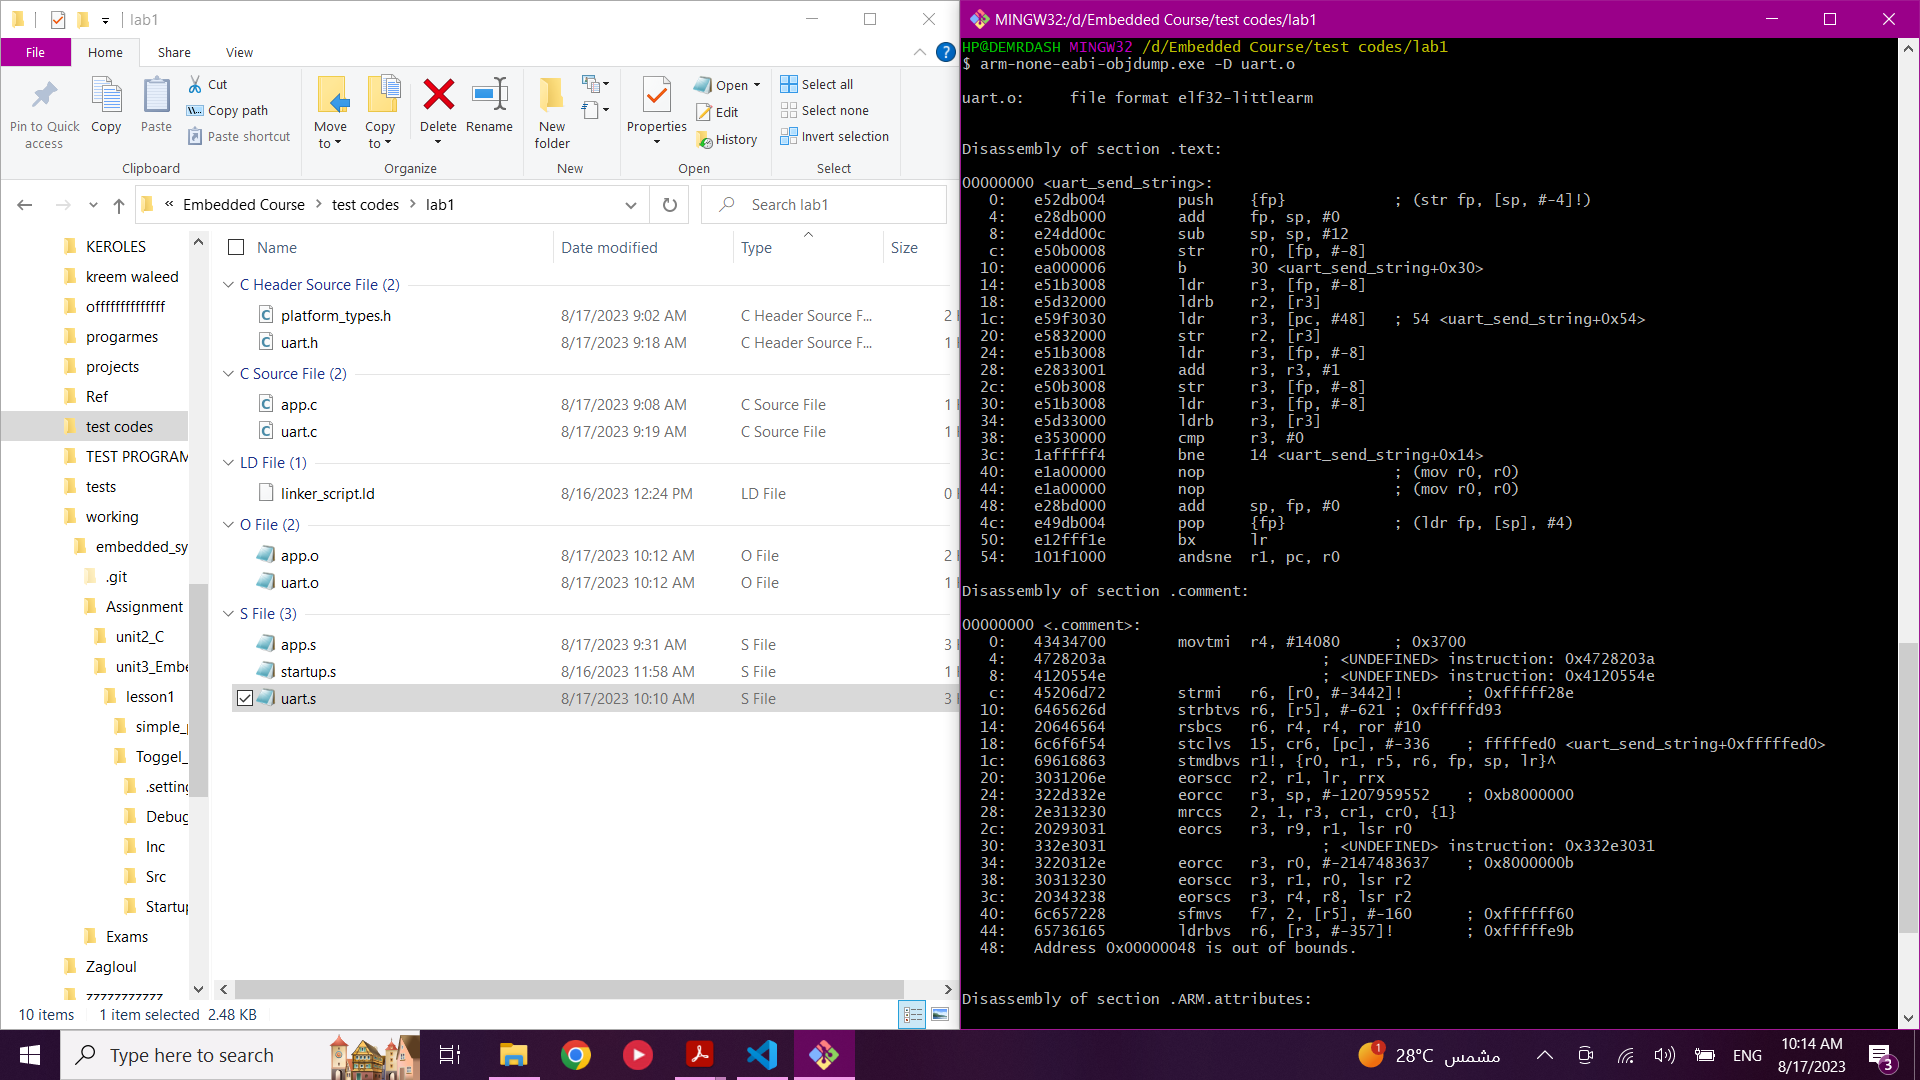 lab1
File Home Share View
Pin to Quick access
Copy
Paste
Cut
Copy path
Paste shortcut
Clipboard
Move to
Copy to
Delete
Rename
Organize
New folder
New
Properties
Open
Edit
History
Open
Select all
Select none
Invert selection
Select
« Embedded Course > test codes > lab1
Search lab1
KEROLES
kreem waleed
offfffffffffffff
progarmes
projects
Ref
test codes
TEST PROGRAM
tests
working
embedded_sy
.git
Assignment
unit2_C
unit3_Embe
lesson1
simple_
Toggel_
.setting
Debug
Inc
Src
Startup
Exams
Zagloul
zzzzzzzzzzz
Name Date modified Type Size
C Header Source File (2)
platform_types.h 8/17/2023 9:02 AM C Header Source F... 2
uart.h 8/17/2023 9:18 AM C Header Source F... 1
C Source File (2)
app.c 8/17/2023 9:08 AM C Source File 1
uart.c 8/17/2023 9:19 AM C Source File 1
LD File (1)
linker_script.ld 8/16/2023 12:24 PM LD File 0
O File (2)
app.o 8/17/2023 10:12 AM O File 2
uart.o 8/17/2023 10:12 AM O File 1
S File (3)
app.s 8/17/2023 9:31 AM S File 3
startup.s 8/16/2023 11:58 AM S File 1
uart.s 8/17/2023 10:10 AM S File 3
10 items 1 item selected 2.48 KB
MINGW32:/d/Embedded Course/test codes/lab1
HP@DEMRDASH MINGW32 /d/Embedded Course/test codes/lab1
$ arm-none-eabi-objdump.exe -D uart.o
uart.o: file format elf32-littlearm
Disassembly of section .text:
00000000 <uart_send_string>:
0: e52db004 push {fp} ; (str fp, [sp, #-4]!)
4: e28db000 add fp, sp, #0
8: e24dd00c sub sp, sp, #12
c: e50b0008 str r0, [fp, #-8]
10: ea000006 b 30 <uart_send_string+0x30>
14: e51b3008 ldr r3, [fp, #-8]
18: e5d32000 ldrb r2, [r3]
1c: e59f3030 ldr r3, [pc, #48] ; 54 <uart_send_string+0x54>
20: e5832000 str r2, [r3]
24: e51b3008 ldr r3, [fp, #-8]
28: e2833001 add r3, r3, #1
2c: e50b3008 str r3, [fp, #-8]
30: e51b3008 ldr r3, [fp, #-8]
34: e5d33000 ldrb r3, [r3]
38: e3530000 cmp r3, #0
3c: 1afffff4 bne 14 <uart_send_string+0x14>
40: e1a00000 nop ; (mov r0, r0)
44: e1a00000 nop ; (mov r0, r0)
48: e28bd000 add sp, fp, #0
4c: e49db004 pop {fp} ; (ldr fp, [sp], #4)
50: e12fff1e bx lr
54: 101f1000 andsne r1, pc, r0
Disassembly of section .comment:
00000000 <.comment>:
0: 43434700 movtmi r4, #14080 ; 0x3700
4: 4728203a ; <UNDEFINED> instruction: 0x4728203a
8: 4120554e ; <UNDEFINED> instruction: 0x4120554e
c: 45206d72 strmi r6, [r0, #-3442]! ; 0xfffff28e
10: 6465626d strbtvs r6, [r5], #-621 ; 0xfffffd93
14: 20646564 rsbcs r6, r4, r4, ror #10
18: 6c6f6f54 stclvs 15, cr6, [pc], #-336 ; fffffed0 <uart_send_string+0xfffffed0>
1c: 69616863 stmdbvs r1!, {r0, r1, r5, r6, fp, sp, lr}^
20: 3031206e eorscc r2, r1, lr, rrx
24: 322d332e eorcc r3, sp, #-1207959552 ; 0xb8000000
28: 2e313230 mrccs 2, 1, r3, cr1, cr0, {1}
2c: 20293031 eorcs r3, r9, r1, lsr r0
30: 332e3031 ; <UNDEFINED> instruction: 0x332e3031
34: 3220312e eorcc r3, r0, #-2147483637 ; 0x8000000b
38: 30313230 eorscc r3, r1, r0, lsr r2
3c: 20343238 eorscs r3, r4, r8, lsr r2
40: 6c657228 sfmvs f7, 2, [r5], #-160 ; 0xffffff60
44: 65736165 ldrbvs r6, [r3, #-357]! ; 0xfffffe9b
48: Address 0x00000048 is out of bounds.
Disassembly of section .ARM.attributes:
Type here to search
1
28°C مشمس
ENG
10:14 AM
8/17/2023
3